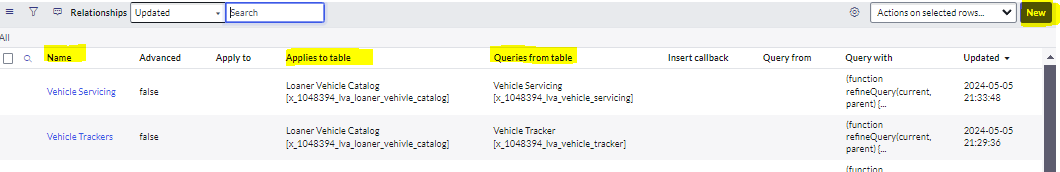 Relationships Updated Search Actions on selected rows... New
All
Name Advanced Apply to Applies to table Queries from table Insert callback Query from Query with Updated
Vehicle Servicing false Loaner Vehicle Catalog [x_1048394_lva_loaner_vehivle_catalog] Vehicle Servicing [x_1048394_lva_vehicle_servicing] (function refineQuery(current, parent) {... 2024-05-05 21:33:48
Vehicle Trackers false Loaner Vehicle Catalog [x_1048394_lva_loaner_vehivle_catalog] Vehicle Tracker [x_1048394_lva_vehicle_tracker] (function refineQuery(current, parent) {... 2024-05-05 21:29:36
(function